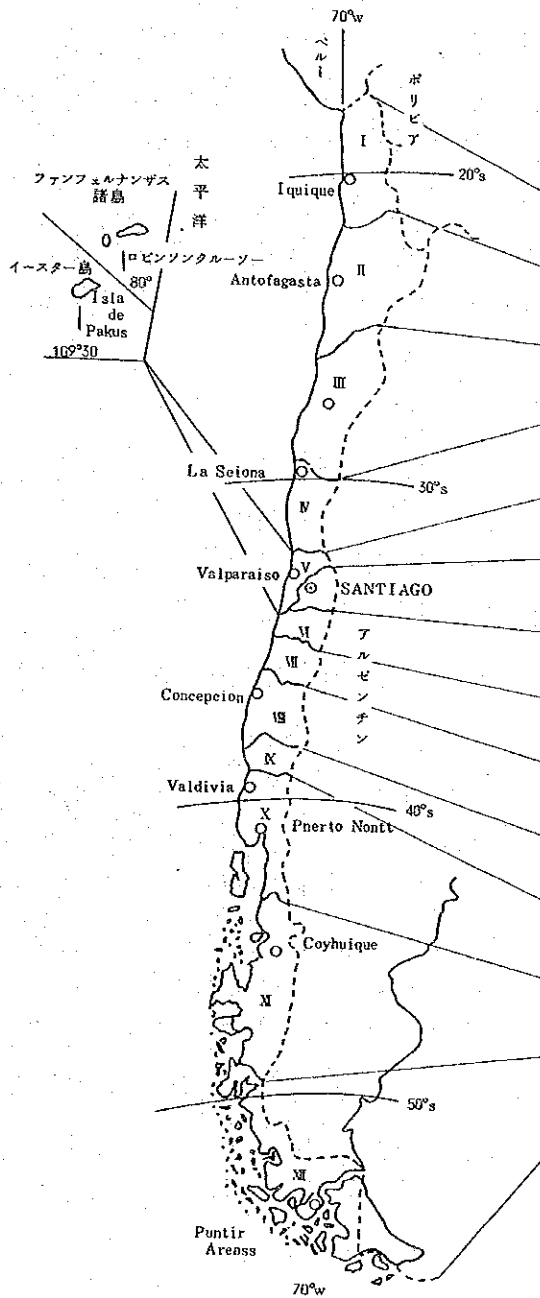 70°w
ペルー
ボリビア
I
太平洋
20°s
Iquique
ファンフェルナンザス
諸島
ロビンソンクルーソー
80°
イースター島
Isla
de
Pakus
109°30
II
Antofagasta
III
La Seiona
30°s
IV
V
Valparaiso
SANTIAGO
VI
アルゼンチン
VII
Concepcion
VIII
IX
Valdivia
40°s
X
Pnerto Nontt
Coyhuique
XI
50°s
XII
Puntir
Arenss
70°w